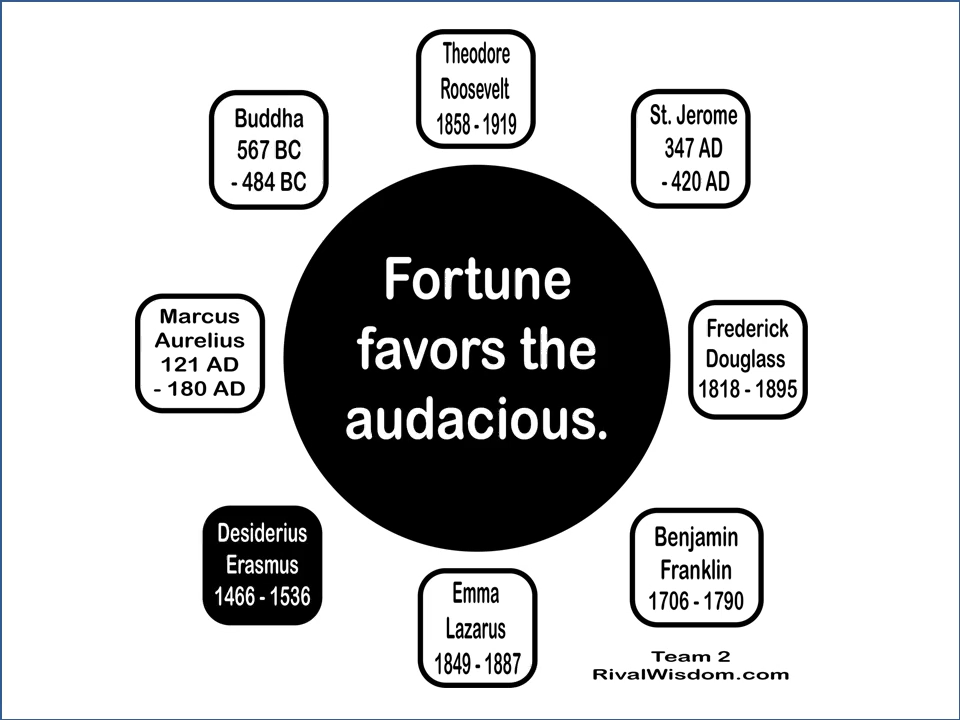 Theodore
Roosevelt
1858 - 1919
Buddha
567 BC
- 484 BC
St. Jerome
347 AD
- 420 AD
Fortune
favors the
audacious.
Marcus
Aurelius
121 AD
- 180 AD
Frederick
Douglass
1818 - 1895
Desiderius
Erasmus
1466 - 1536
Benjamin
Franklin
1706 - 1790
Emma
Lazarus
1849 - 1887
Team 2
RivalWisdom.com